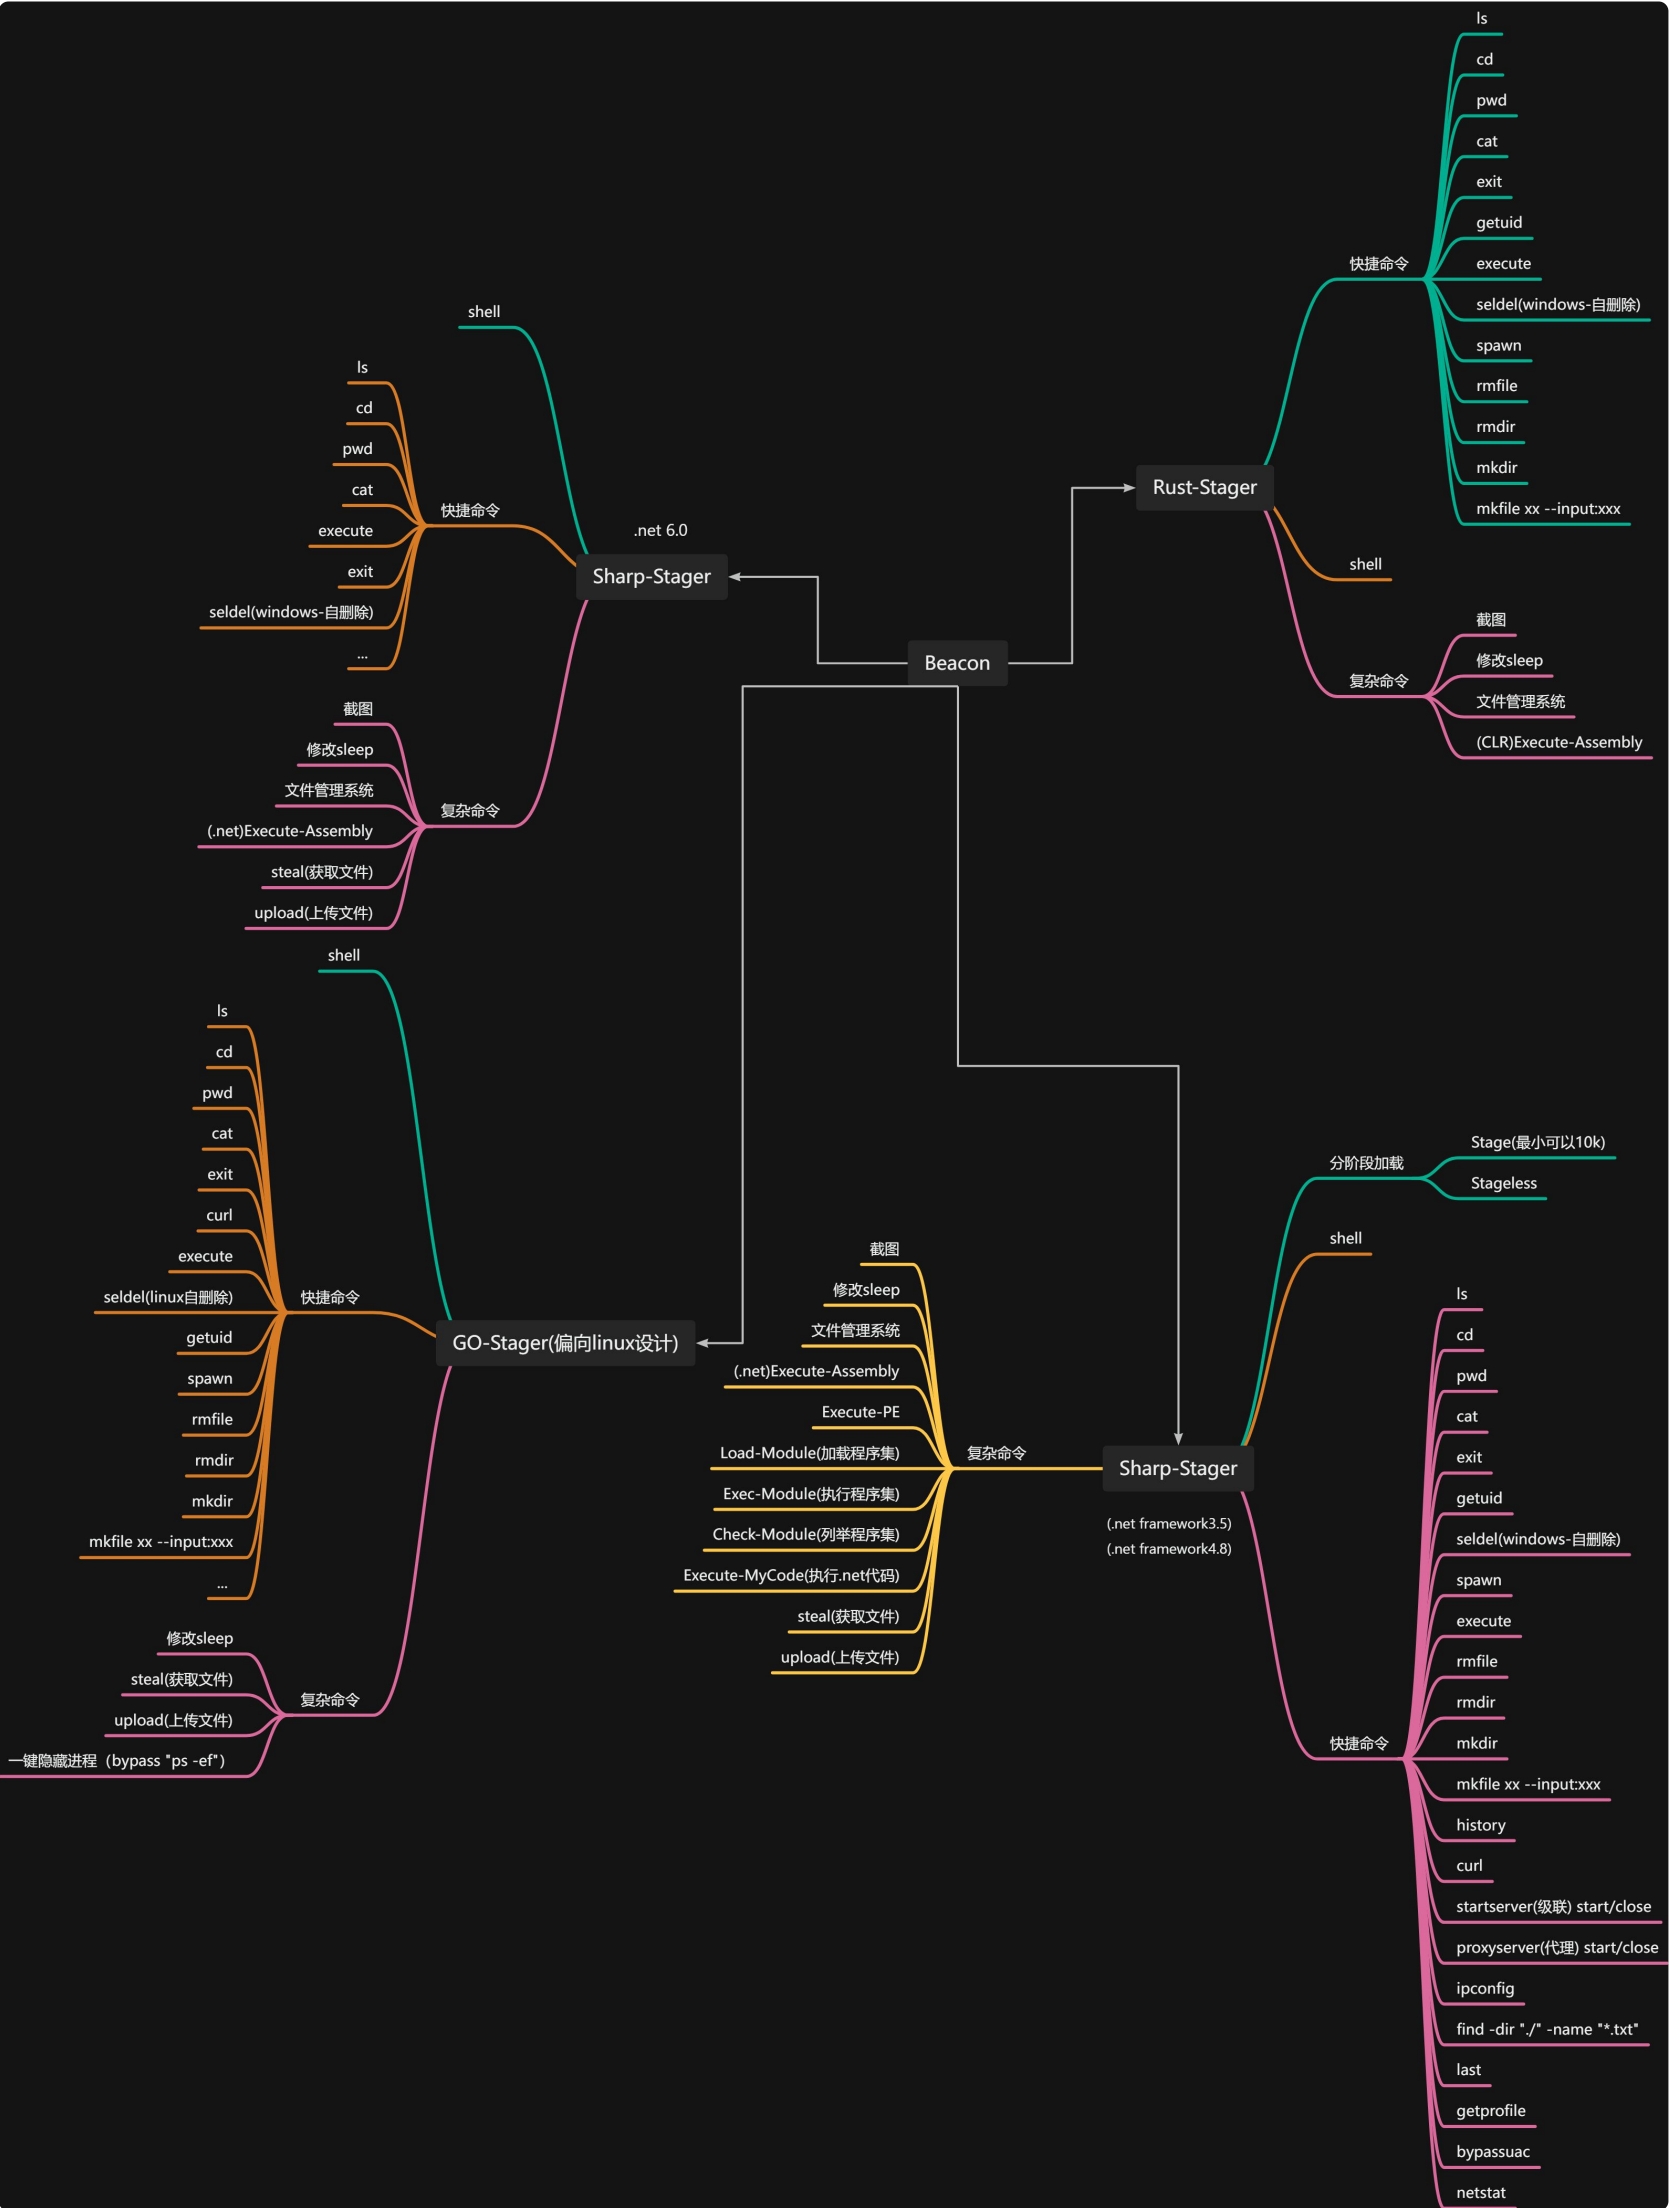 Beacon
Rust-Stager
快捷命令
ls
cd
pwd
cat
exit
getuid
execute
seldel(windows-自删除)
spawn
rmfile
rmdir
mkdir
mkfile xx --input:xxx
shell
复杂命令
截图
修改sleep
文件管理系统
(CLR)Execute-Assembly
.net 6.0
Sharp-Stager
shell
快捷命令
ls
cd
pwd
cat
execute
exit
seldel(windows-自删除)
...
复杂命令
截图
修改sleep
文件管理系统
(.net)Execute-Assembly
steal(获取文件)
upload(上传文件)
GO-Stager(偏向linux设计)
shell
快捷命令
ls
cd
pwd
cat
exit
curl
execute
seldel(linux自删除)
getuid
spawn
rmfile
rmdir
mkdir
mkfile xx --input:xxx
...
复杂命令
修改sleep
steal(获取文件)
upload(上传文件)
一键隐藏进程（bypass "ps -ef"）
Sharp-Stager
(.net framework3.5)
(.net framework4.8)
分阶段加载
Stage(最小可以10k)
Stageless
shell
复杂命令
截图
修改sleep
文件管理系统
(.net)Execute-Assembly
Execute-PE
Load-Module(加载程序集)
Exec-Module(执行程序集)
Check-Module(列举程序集)
Execute-MyCode(执行.net代码)
steal(获取文件)
upload(上传文件)
快捷命令
ls
cd
pwd
cat
exit
getuid
seldel(windows-自删除)
spawn
execute
rmfile
rmdir
mkdir
mkfile xx --input:xxx
history
curl
startserver(级联) start/close
proxyserver(代理) start/close
ipconfig
find -dir "./" -name "*.txt"
last
getprofile
bypassuac
netstat